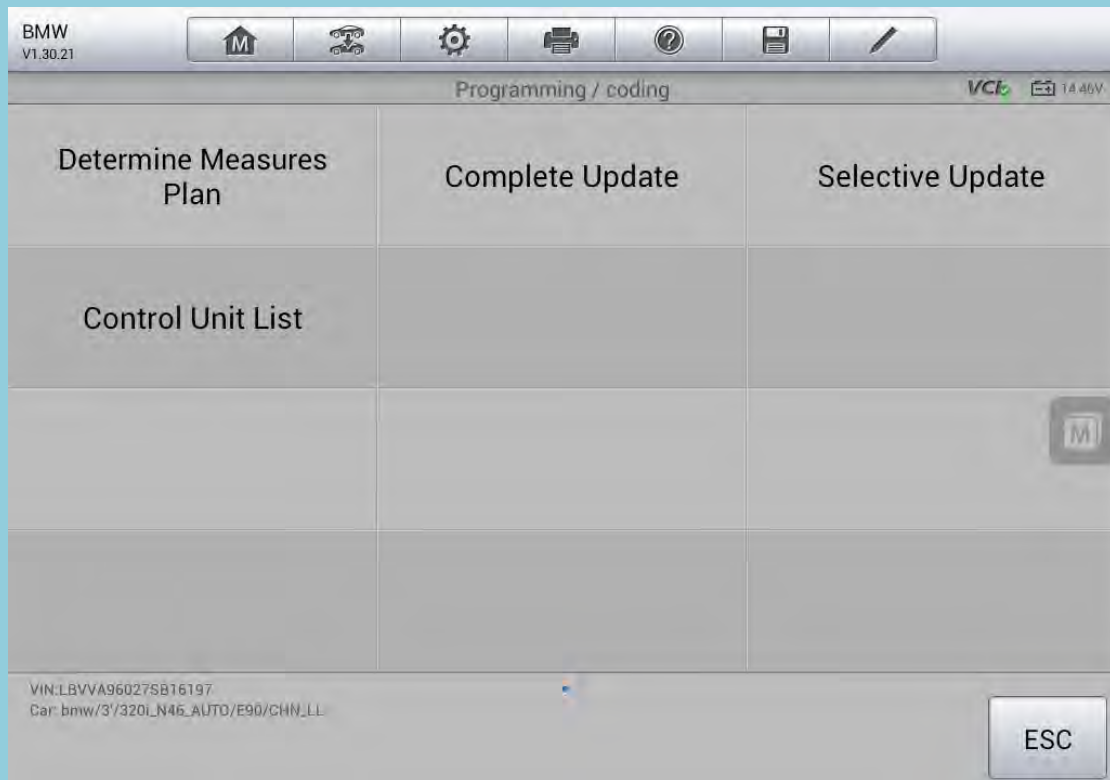 BMW
V1.30.21
Programming / coding
VCI
14.46V
Determine Measures
Plan
Complete Update
Selective Update
Control Unit List
M
VIN:LBVVA96027SB16197
Car: bmw/3'/320i_N46_AUTO/E90/CHN_LL
ESC